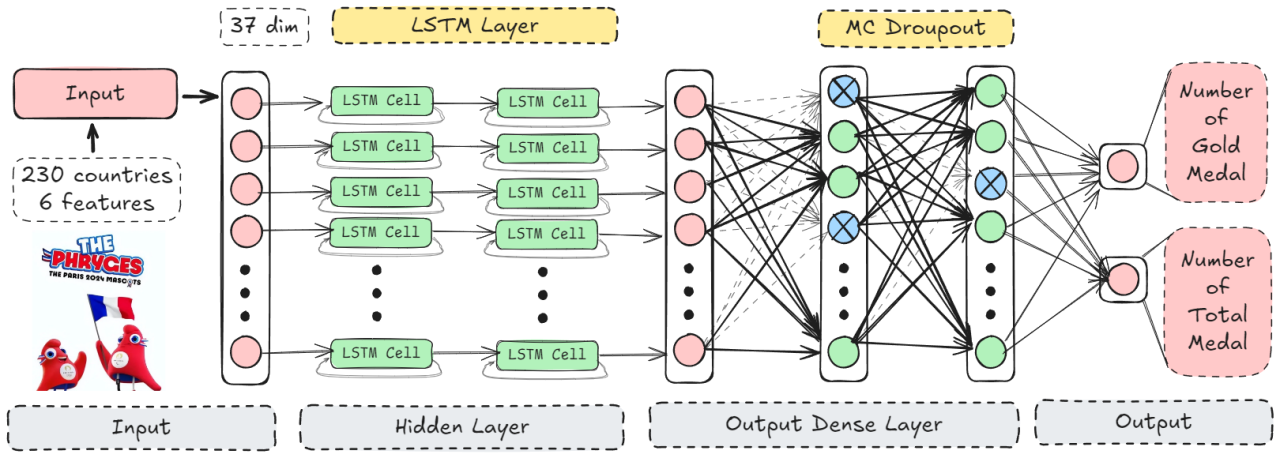 37 dim
LSTM Layer
MC Droupout
Input
230 countries
6 features
THE
PHRYGES
THE PARIS 2024 MASCOTS
LSTM Cell
LSTM Cell
LSTM Cell
LSTM Cell
LSTM Cell
LSTM Cell
LSTM Cell
LSTM Cell
LSTM Cell
LSTM Cell
Number
of
Gold
Medal
Number
of
Total
Medal
Input
Hidden Layer
Output Dense Layer
Output